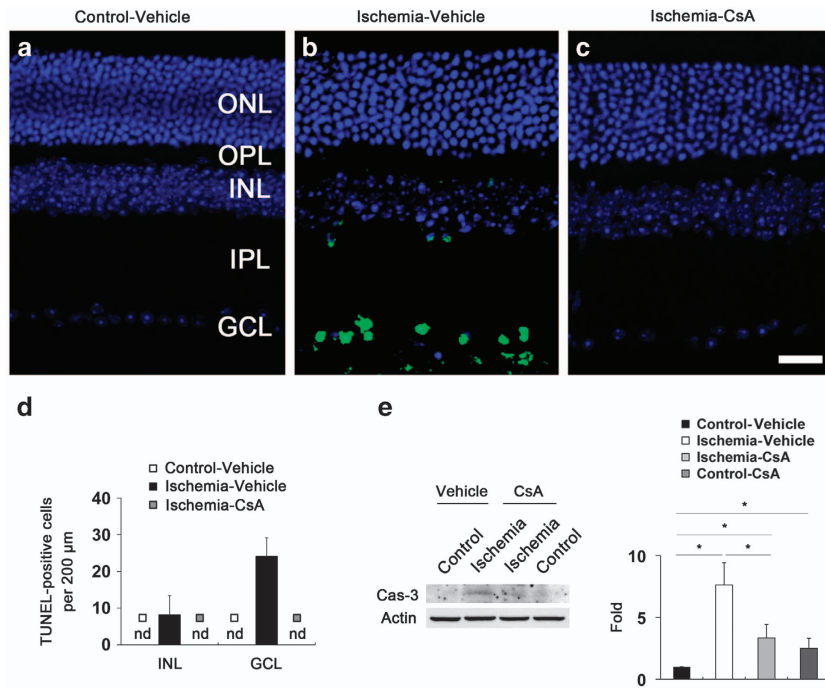 Control-Vehicle
Ischemia-Vehicle
Ischemia-CsA
a
b
c
ONL
OPL
INL
IPL
GCL
d
Control-Vehicle
Ischemia-Vehicle
Ischemia-CsA
TUNEL-positive cells
per 200 µm
40
30
20
10
0
nd
nd
nd
nd
INL
GCL
e
Vehicle
CsA
Control
Ischemia
Ischemia
Control
Cas-3
Actin
Control-Vehicle
Ischemia-Vehicle
Ischemia-CsA
Control-CsA
*
*
*
*
Fold
10
5
0